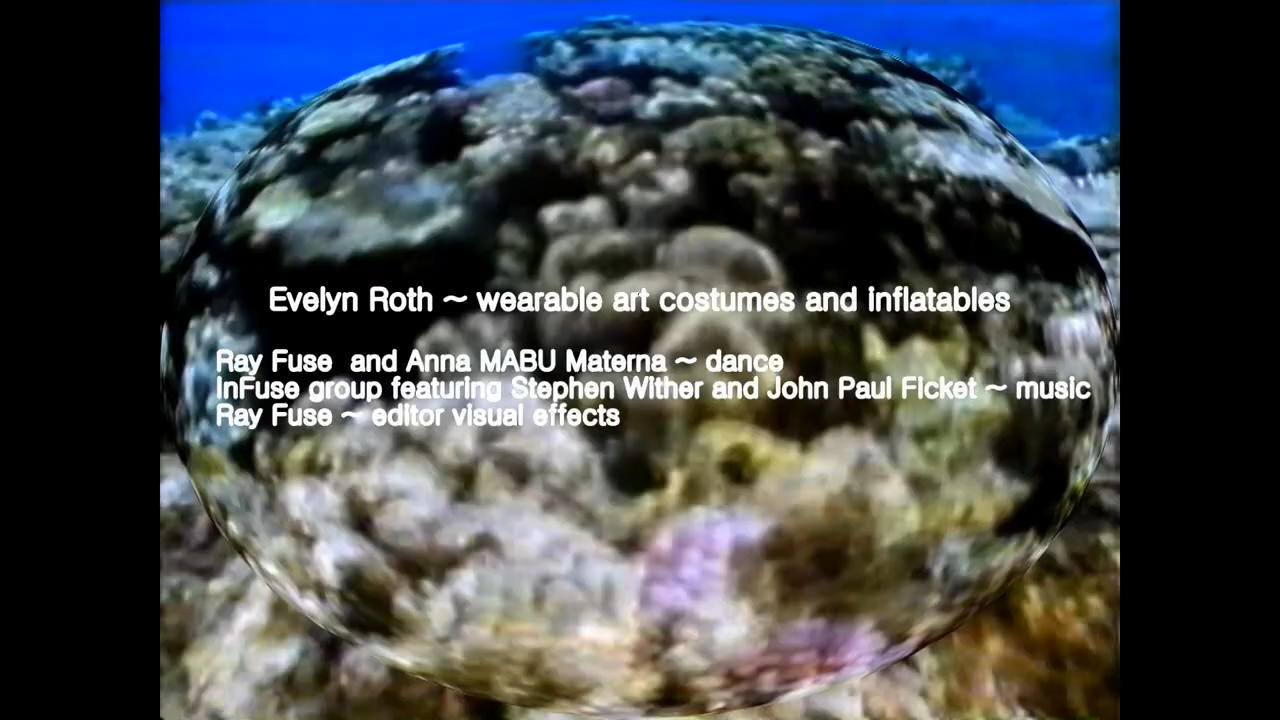 Evelyn Roth ~ wearable art costumes and inflatables
Ray Fuse and Anna MABU Materna ~ dance
InFuse group featuring Stephen Wither and John Paul Ficket ~ music
Ray Fuse ~ editor visual effects